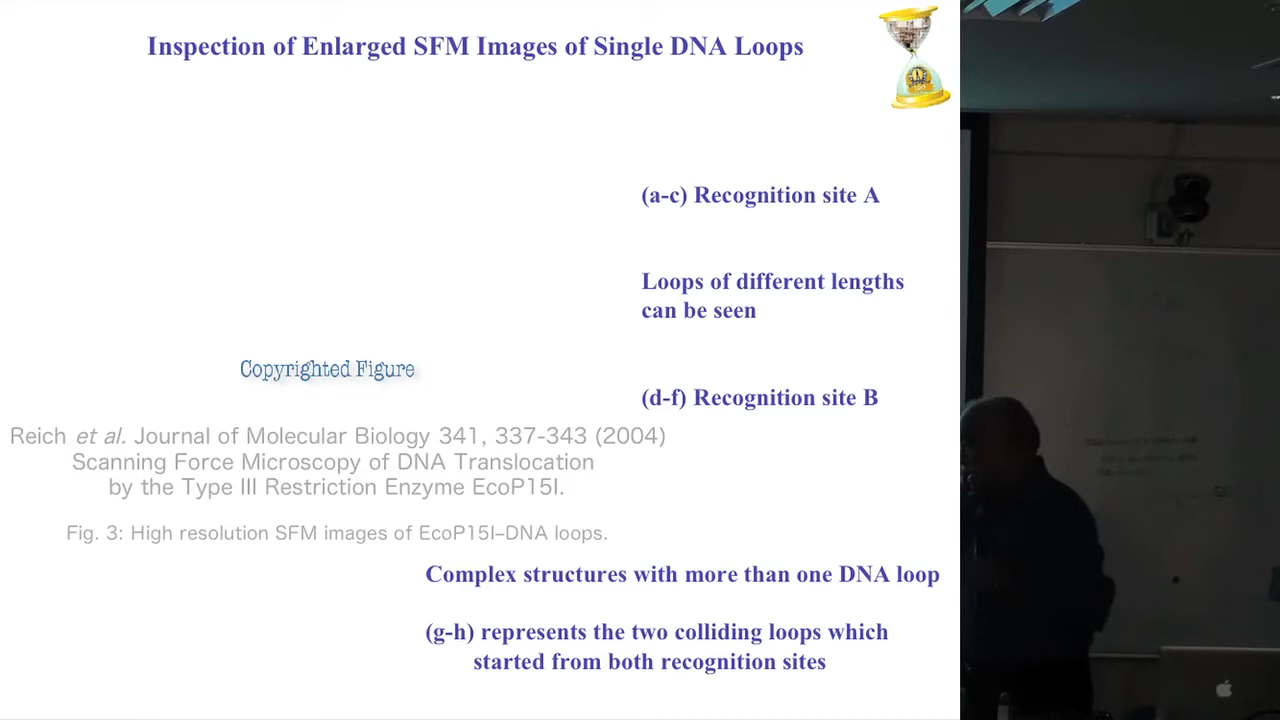 Inspection of Enlarged SFM Images of Single DNA Loops
(a-c) Recognition site A
Loops of different lengths
can be seen
Copyrighted Figure
(d-f) Recognition site B
Reich et al. Journal of Molecular Biology 341, 337-343 (2004)
Scanning Force Microscopy of DNA Translocation
by the Type III Restriction Enzyme EcoP15I.
Fig. 3: High resolution SFM images of EcoP15I–DNA loops.
Complex structures with more than one DNA loop
(g-h) represents the two colliding loops which
started from both recognition sites